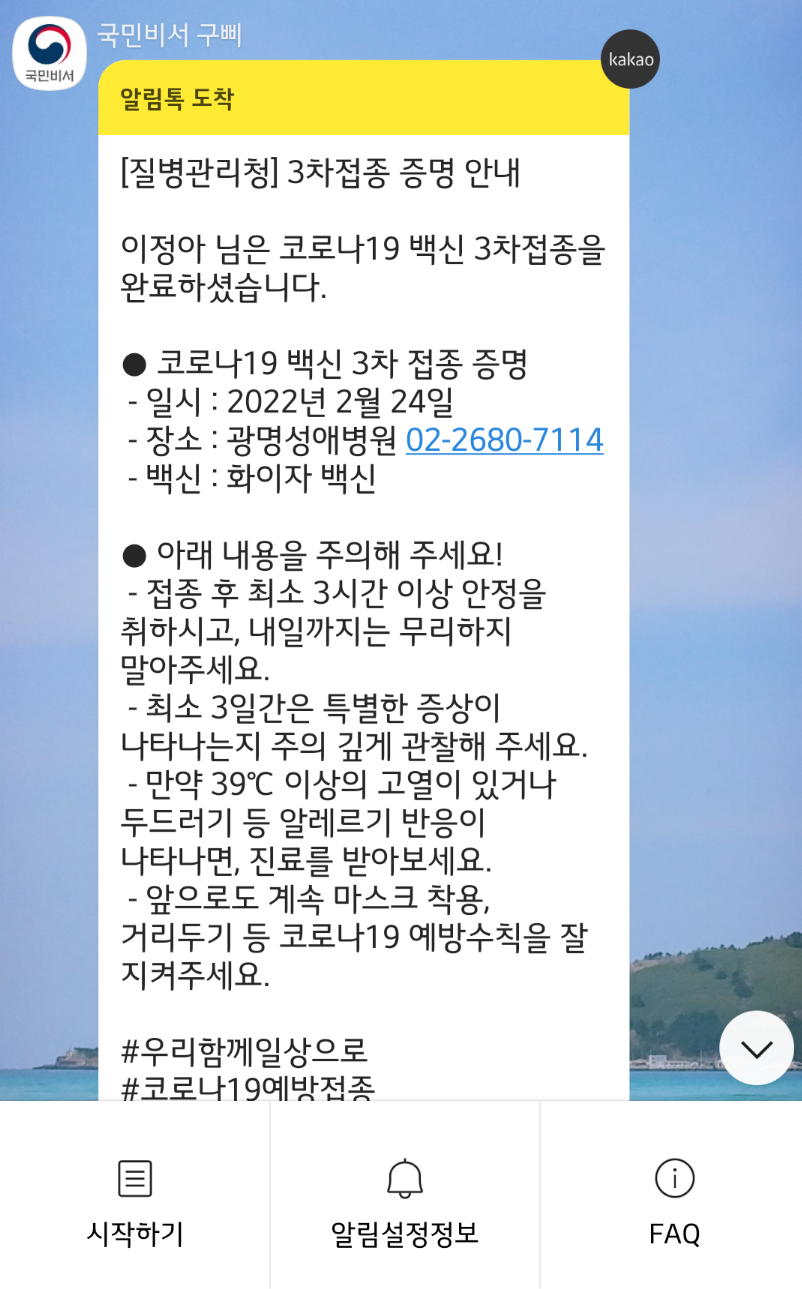 국민비서 구삐
국민비서
kakao
알림톡 도착
[질병관리청] 3차접종 증명 안내
이정아 님은 코로나19 백신 3차접종을
완료하셨습니다.
● 코로나19 백신 3차 접종 증명
- 일시 : 2022년 2월 24일
- 장소 : 광명성애병원 02-2680-7114
- 백신 : 화이자 백신
● 아래 내용을 주의해 주세요!
- 접종 후 최소 3시간 이상 안정을
취하시고, 내일까지는 무리하지
말아주세요.
- 최소 3일간은 특별한 증상이
나타나는지 주의 깊게 관찰해 주세요.
- 만약 39℃ 이상의 고열이 있거나
두드러기 등 알레르기 반응이
나타나면, 진료를 받아보세요.
- 앞으로도 계속 마스크 착용,
거리두기 등 코로나19 예방수칙을 잘
지켜주세요.
#우리함께일상으로
#코로나19예방접종
시작하기
알림설정정보
FAQ